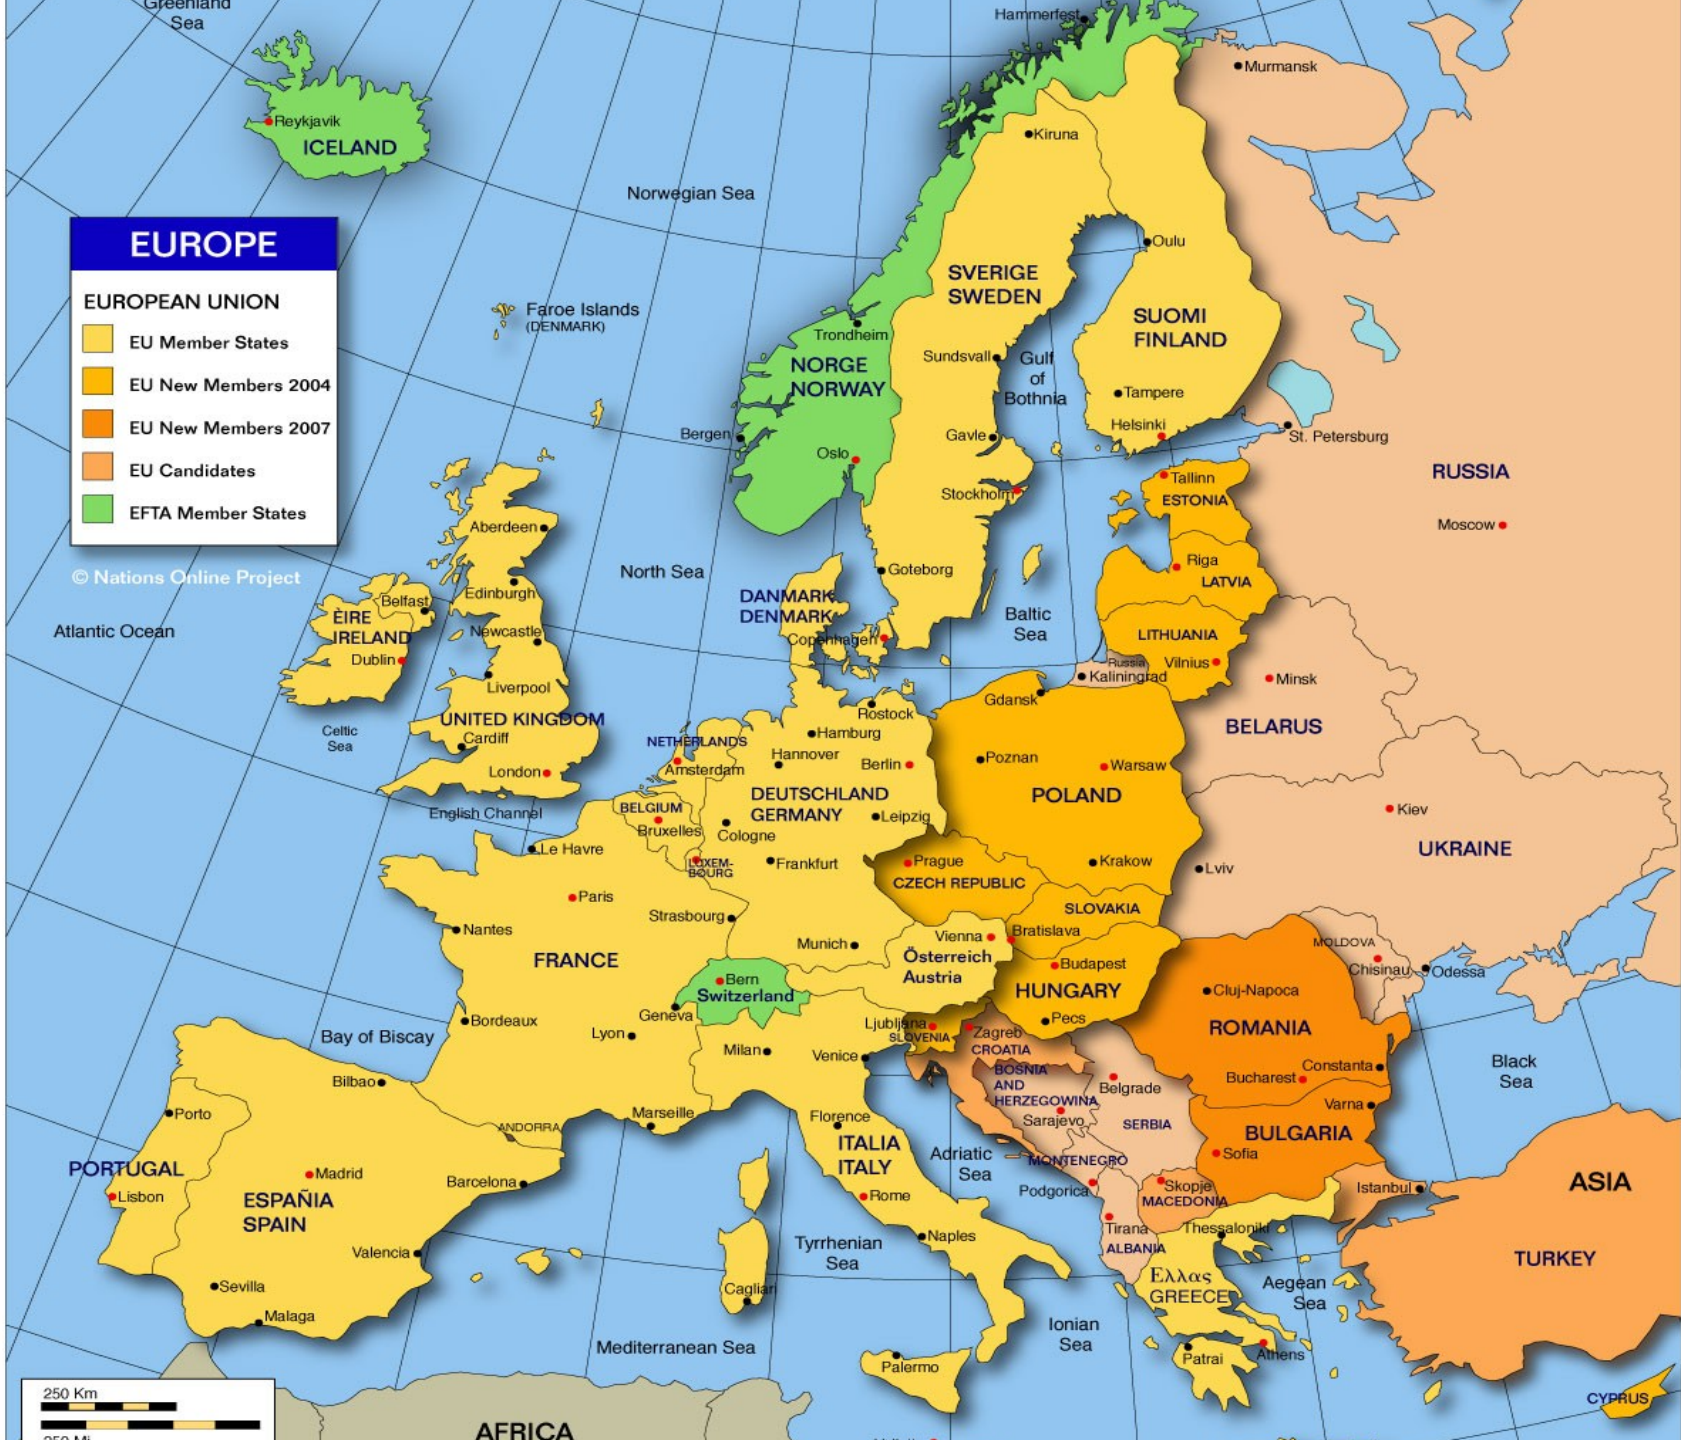 Greenland
Sea
Hammerfest
Murmansk
Reykjavik
ICELAND
Kiruna
Norwegian Sea
EUROPE
EUROPEAN UNION
EU Member States
EU New Members 2004
EU New Members 2007
EU Candidates
EFTA Member States
© Nations Online Project
Oulu
SVERIGE
SWEDEN
Faroe Islands
(DENMARK)
SUOMI
FINLAND
Trondheim
NORGE
NORWAY
Sundsvall
Gulf
of
Bothnia
Tampere
Helsinki
Bergen
Oslo
Gavle
St. Petersburg
Stockholm
Tallinn
ESTONIA
RUSSIA
Moscow
Aberdeen
North Sea
Goteborg
Riga
LATVIA
Edinburgh
Belfast
ÈIRE
IRELAND
Dublin
Atlantic Ocean
Newcastle
DANMARK
DENMARK
Copenhagen
Baltic
Sea
LITHUANIA
Vilnius
Russia
Kaliningrad
Minsk
BELARUS
Liverpool
UNITED KINGDOM
Cardiff
London
Celtic
Sea
English Channel
Gdansk
Rostock
Hamburg
NETHERLANDS
Amsterdam
Hannover
Berlin
Poznan
Warsaw
POLAND
DEUTSCHLAND
GERMANY
BELGIUM
Bruxelles
Cologne
Leipzig
Kiev
UKRAINE
Le Havre
LUXEM-
BOURG
Frankfurt
Prague
CZECH REPUBLIC
Krakow
Lviv
Paris
SLOVAKIA
Strasbourg
Nantes
Munich
Vienna
Bratislava
Österreich
Austria
Budapest
HUNGARY
MOLDOVA
Chisinau
Odessa
FRANCE
Bern
Switzerland
Geneva
Cluj-Napoca
ROMANIA
Bordeaux
Lyon
Ljubljana
SLOVENIA
Pecs
Zagreb
CROATIA
Bay of Biscay
Milan
Venice
BOSNIA
AND
HERZEGOWINA
Sarajevo
Belgrade
SERBIA
Bucharest
Constanta
Black
Sea
Bilbao
Porto
Marseille
Florence
ANDORRA
ITALIA
ITALY
Varna
BULGARIA
Sofia
Adriatic
Sea
MONTENEGRO
Podgorica
PORTUGAL
Lisbon
Madrid
ESPAÑIA
SPAIN
Barcelona
Rome
Skopje
MACEDONIA
Istanbul
ASIA
Tirana
ALBANIA
Thessaloniki
Naples
Tyrrhenian
Sea
Valencia
Ελλας
GREECE
Aegean
Sea
TURKEY
Sevilla
Malaga
Cagliari
Mediterranean Sea
Ionian
Sea
Palermo
Patrai
Athens
CYPRUS
250 Km
AFRICA